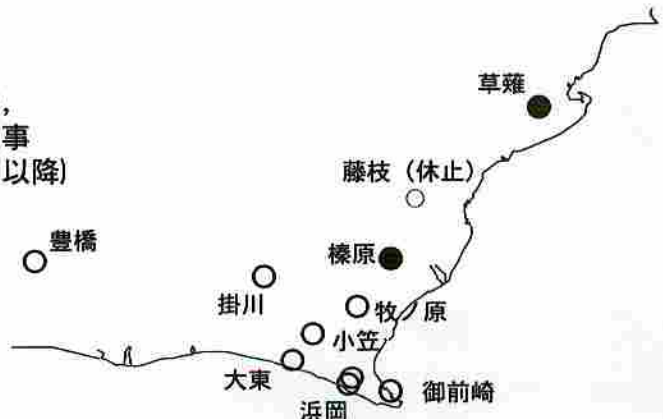 ,
事
以降)
草薙
藤枝（休止）
豊橋
榛原
掛川
牧ノ原
小笠
大東
御前崎
浜岡